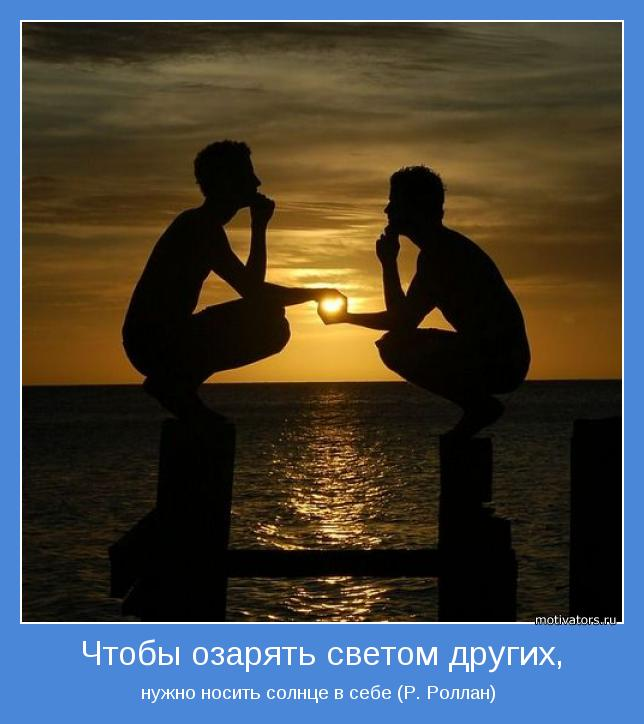 motivators.ru
Чтобы озарять светом других,
нужно носить солнце в себе (Р. Роллан)